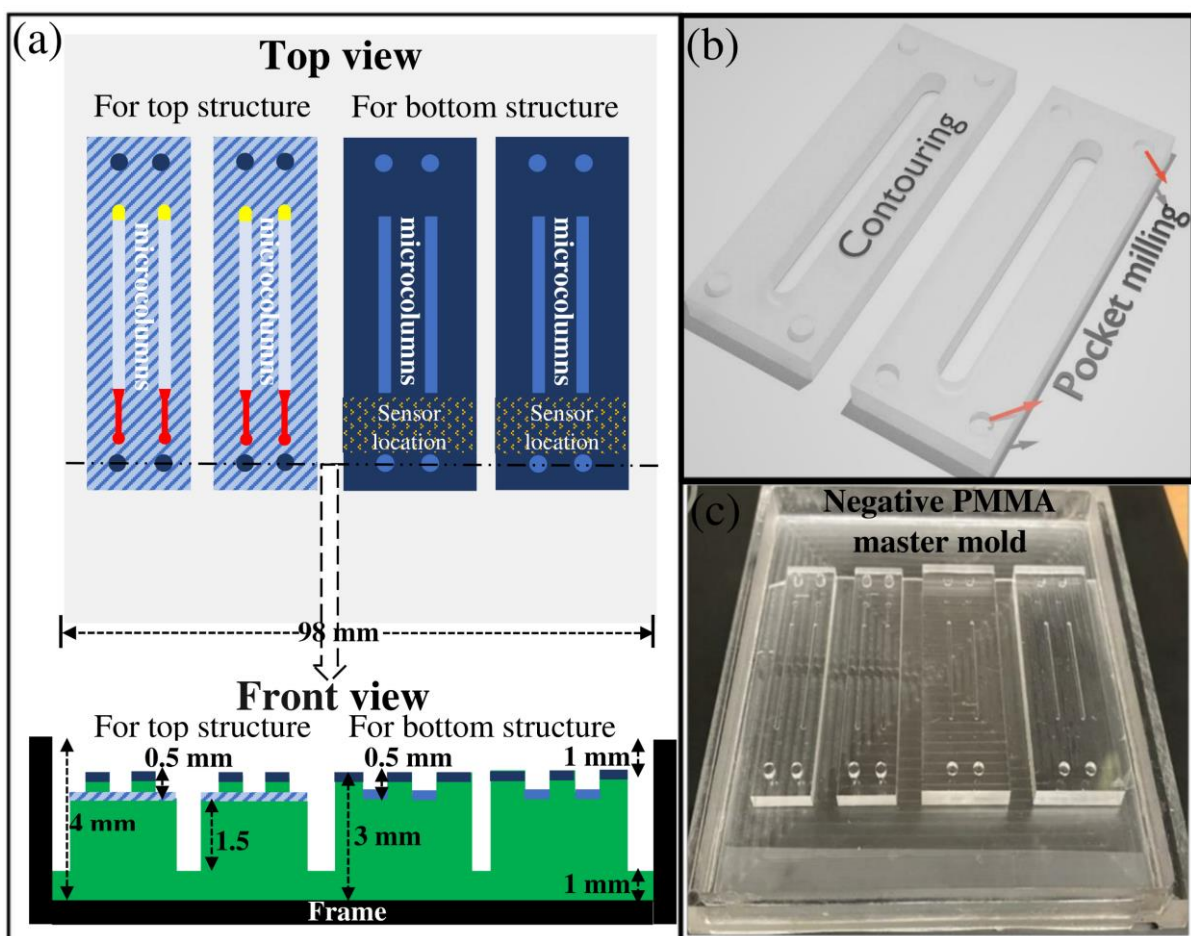 (a)
Top view
For top structure
For bottom structure
microcolumns
microcolumns
microcolumns
microcolumns
Sensor
location
Sensor
location
98 mm
Front view
For top structure
For bottom structure
0.5 mm
0.5 mm
1 mm
4 mm
1.5
3 mm
1 mm
Frame
(b)
Contouring
Pocket milling
(c)
Negative PMMA
master mold